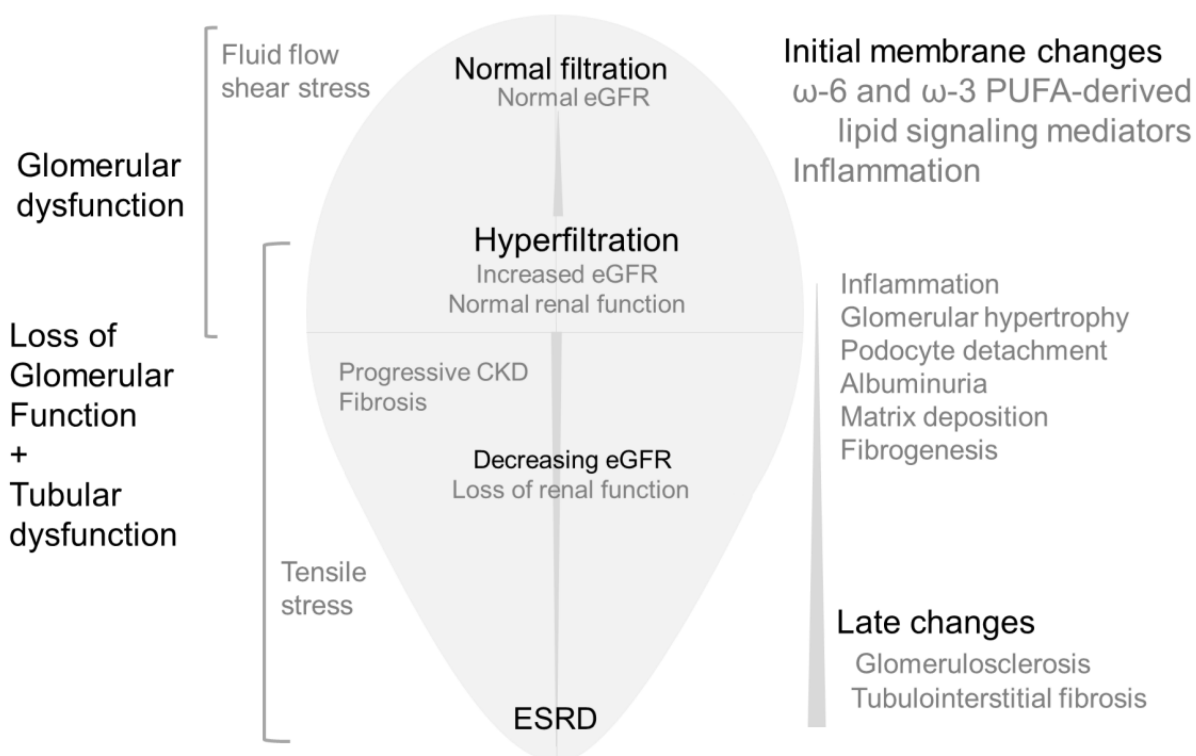 Fluid flow
shear stress
Glomerular
dysfunction
Loss of
Glomerular
Function
+
Tubular
dysfunction
Tensile
stress
Normal filtration
Normal eGFR
Hyperfiltration
Increased eGFR
Normal renal function
Progressive CKD
Fibrosis
Decreasing eGFR
Loss of renal function
ESRD
Initial membrane changes
ω-6 and ω-3 PUFA-derived
lipid signaling mediators
Inflammation
Inflammation
Glomerular hypertrophy
Podocyte detachment
Albuminuria
Matrix deposition
Fibrogenesis
Late changes
Glomerulosclerosis
Tubulointerstitial fibrosis